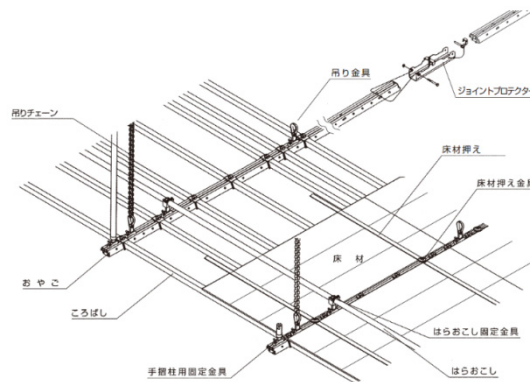 ジョイントプロテクター
吊り金具
吊りチェーン
床材押え
床材押え金具
床材
おやご
ころばし
はらおこし固定金具
手摺柱用固定金具
はらおこし